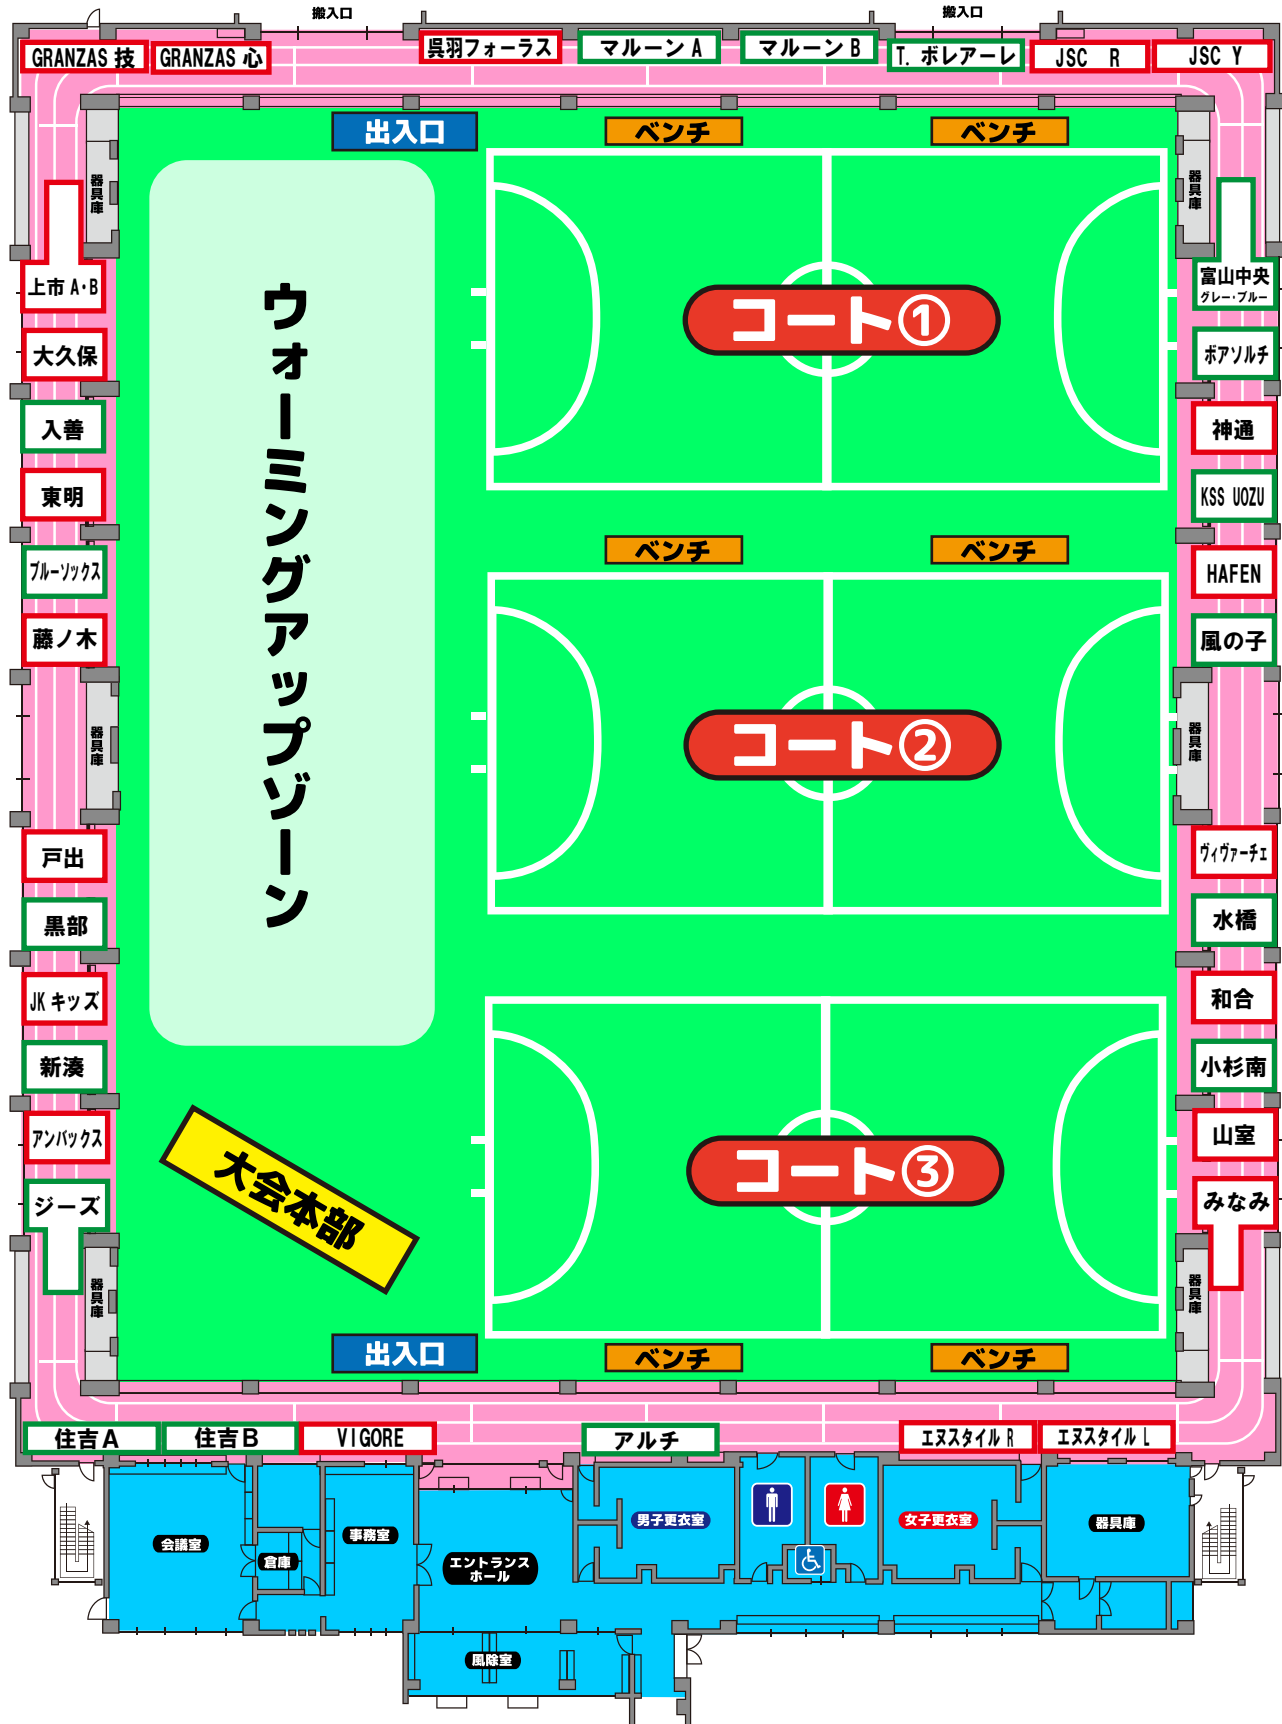 搬入口
搬入口
GRANZAS 技
GRANZAS 心
呉羽フォーラス
マルーン A
マルーン B
T. ボレアーレ
JSC R
JSC Y
出入口
ベンチ
ベンチ
器具庫
器具庫
上市 A・B
大久保
入善
東明
ブルーソックス
藤ノ木
器具庫
戸出
黒部
JK キッズ
新湊
アンバックス
ジーズ
器具庫
ウォーミングアップゾーン
コート①
ベンチ
ベンチ
コート②
コート③
大会本部
出入口
ベンチ
ベンチ
富山中央
グレー・ブルー
ボアソルチ
神通
KSS UOZU
HAFEN
風の子
器具庫
ヴィヴァーチェ
水橋
和合
小杉南
山室
みなみ
器具庫
住吉A
住吉B
VIGORE
アルチ
エヌスタイル R
エヌスタイル L
会議室
倉庫
事務室
エントランス
ホール
男子更衣室
女子更衣室
器具庫
風除室